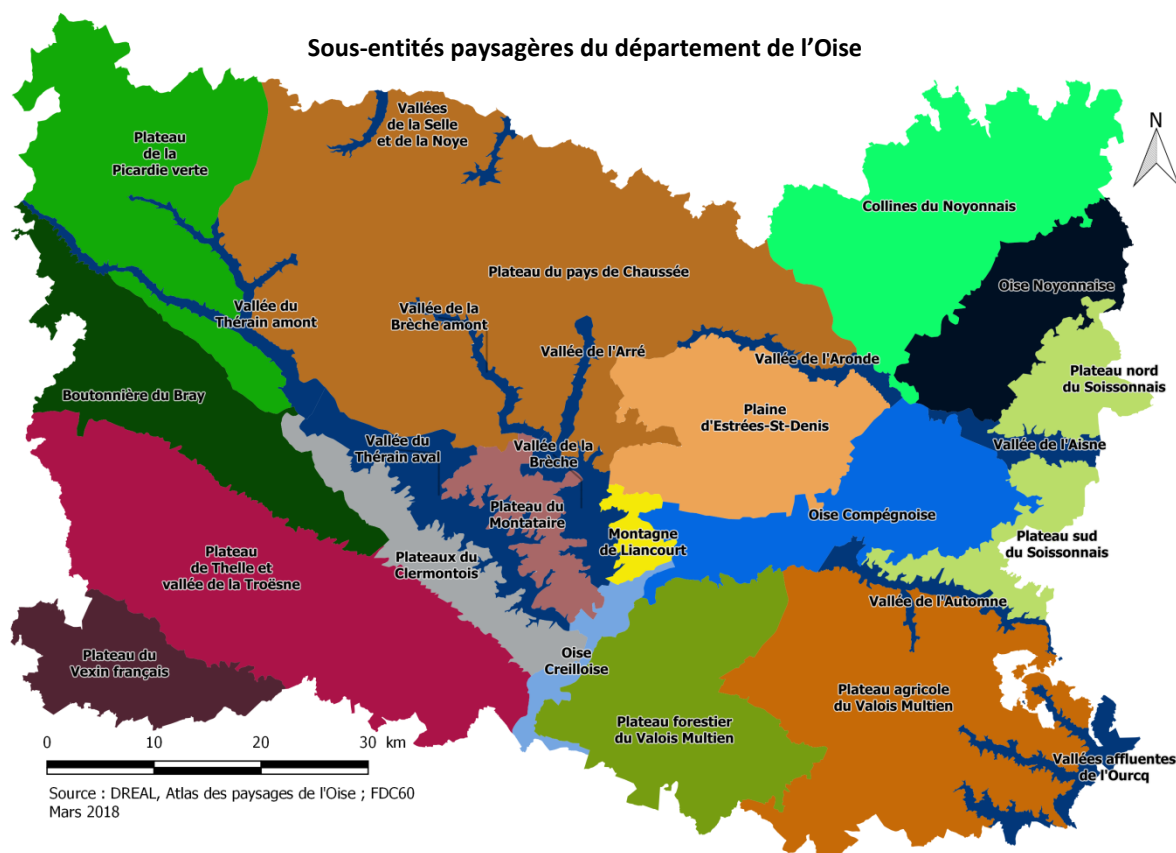 Sous-entités paysagères du département de l'Oise
Vallées
de la Selle
et de la Noye
N
Plateau
de la
Picardie verte
Collines du Noyonnais
Plateau du pays de Chaussée
Oise Noyonnaise
Vallée du
Thérain amont
Vallée de la
Brèche amont
Vallée de l'Arré
Vallée de l'Aronde
Plateau nord
du Soissonnais
Boutonnière du Bray
Plaine
d'Estrées-St-Denis
Vallée du
Thérain aval
Vallée de la
Brèche
Vallée de l'Aisne
Plateau du
Montataire
Oise Compégnoise
Montagne
de Liancourt
Plateau sud
du Soissonnais
Plateau
de Thelle et
vallée de la Troësne
Plateaux du
Clermontois
Vallée de l'Automne
Plateau du
Vexin français
Oise
Creilloise
Plateau agricole
du Valois Multien
Plateau forestier
du Valois Multien
Vallées affluentes
de l'Ourcq
0 10 20 30 km
Source : DREAL, Atlas des paysages de l'Oise ; FDC60
Mars 2018